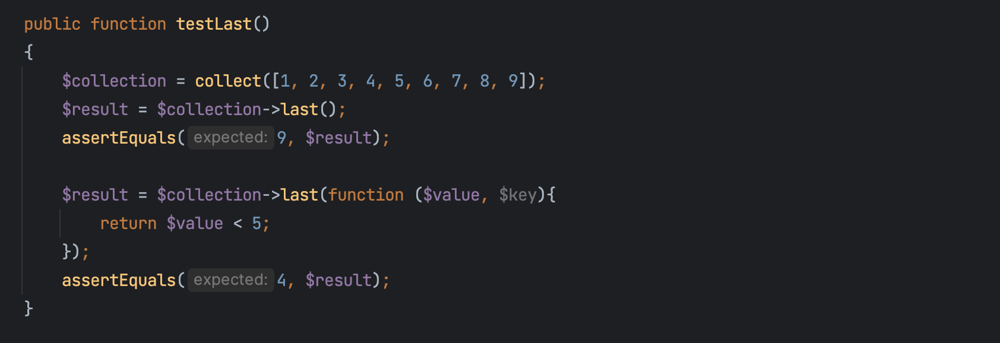 public function testLast()
{
    $collection = collect([1, 2, 3, 4, 5, 6, 7, 8, 9]);
    $result = $collection->last();
    assertEquals( expected: 9, $result);

    $result = $collection->last(function ($value, $key){
        return $value < 5;
    });
    assertEquals( expected: 4, $result);
}